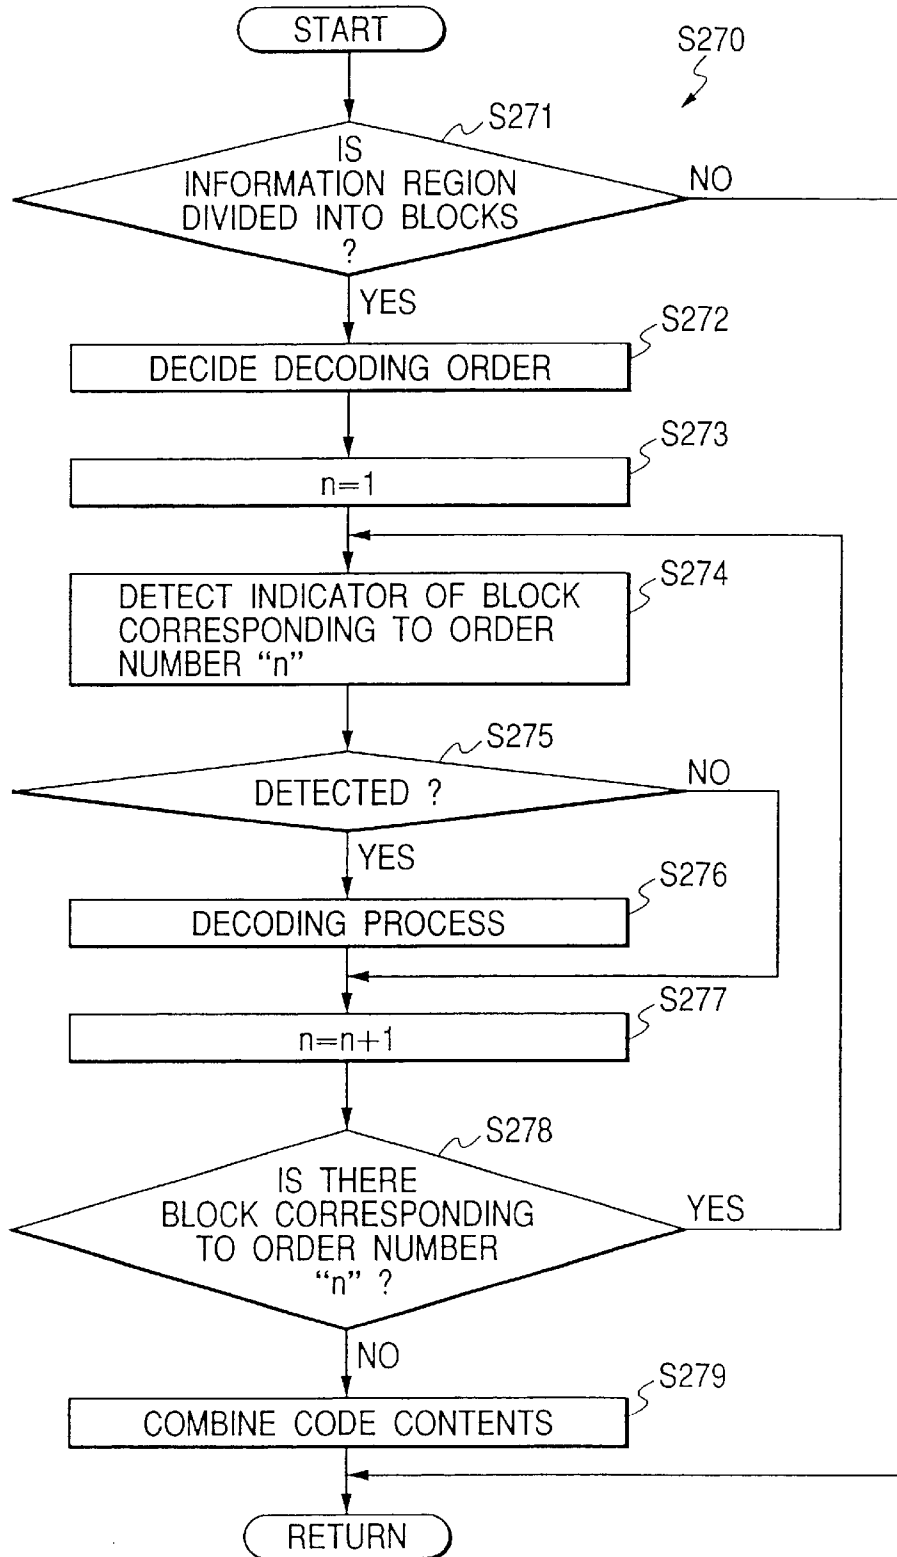 START
S270
S271
IS
INFORMATION REGION
DIVIDED INTO BLOCKS
?
NO
YES
S272
DECIDE DECODING ORDER
S273
n=1
S274
DETECT INDICATOR OF BLOCK
CORRESPONDING TO ORDER
NUMBER “n”
S275
DETECTED ?
NO
YES
S276
DECODING PROCESS
S277
n=n+1
S278
IS THERE
BLOCK CORRESPONDING
TO ORDER NUMBER
“n” ?
YES
NO
S279
COMBINE CODE CONTENTS
RETURN